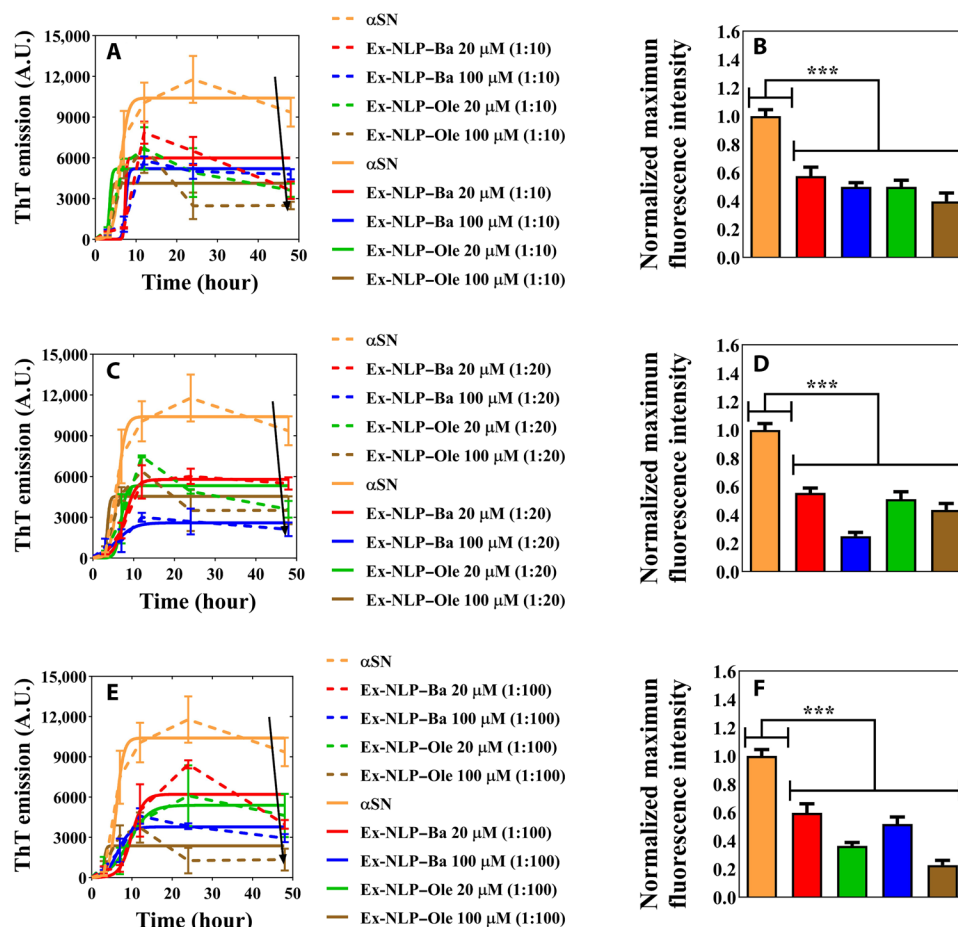 A
ThT emission (A.U.)
15,000
12,000
9000
6000
3000
0
0 10 20 30 40 50
Time (hour)
αSN
Ex-NLP–Ba 20 μM (1:10)
Ex-NLP–Ba 100 μM (1:10)
Ex-NLP–Ole 20 μM (1:10)
Ex-NLP–Ole 100 μM (1:10)
αSN
Ex-NLP–Ba 20 μM (1:10)
Ex-NLP–Ba 100 μM (1:10)
Ex-NLP–Ole 20 μM (1:10)
Ex-NLP–Ole 100 μM (1:10)
B
Normalized maximun
fluorescence intensity
1.6
1.4
1.2
1.0
0.8
0.6
0.4
0.2
0.0
***
C
ThT emission (A.U.)
15,000
12,000
9000
6000
3000
0
0 10 20 30 40 50
Time (hour)
αSN
Ex-NLP–Ba 20 μM (1:20)
Ex-NLP–Ba 100 μM (1:20)
Ex-NLP–Ole 20 μM (1:20)
Ex-NLP–Ole 100 μM (1:20)
αSN
Ex-NLP–Ba 20 μM (1:20)
Ex-NLP–Ba 100 μM (1:20)
Ex-NLP–Ole 20 μM (1:20)
Ex-NLP–Ole 100 μM (1:20)
D
Normalized maximun
fluorescence intensity
1.6
1.4
1.2
1.0
0.8
0.6
0.4
0.2
0.0
***
E
ThT emission (A.U.)
15,000
12,000
9000
6000
3000
0
0 10 20 30 40 50
Time (hour)
αSN
Ex-NLP–Ba 20 μM (1:100)
Ex-NLP–Ba 100 μM (1:100)
Ex-NLP–Ole 20 μM (1:100)
Ex-NLP–Ole 100 μM (1:100)
αSN
Ex-NLP–Ba 20 μM (1:100)
Ex-NLP–Ba 100 μM (1:100)
Ex-NLP–Ole 20 μM (1:100)
Ex-NLP–Ole 100 μM (1:100)
F
Normalized maximun
fluorescence intensity
1.6
1.4
1.2
1.0
0.8
0.6
0.4
0.2
0.0
***